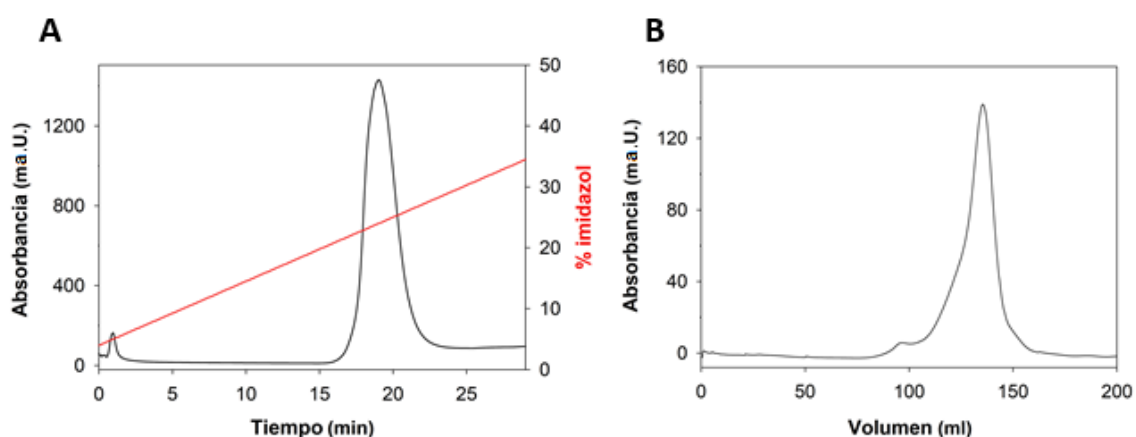 A
Absorbancia (ma.U.)
1200
800
400
0
50
40
30
20
10
0
% imidazol
0 5 10 15 20 25
Tiempo (min)
B
Absorbancia (ma.U.)
160
120
80
40
0
0 50 100 150 200
Volumen (ml)